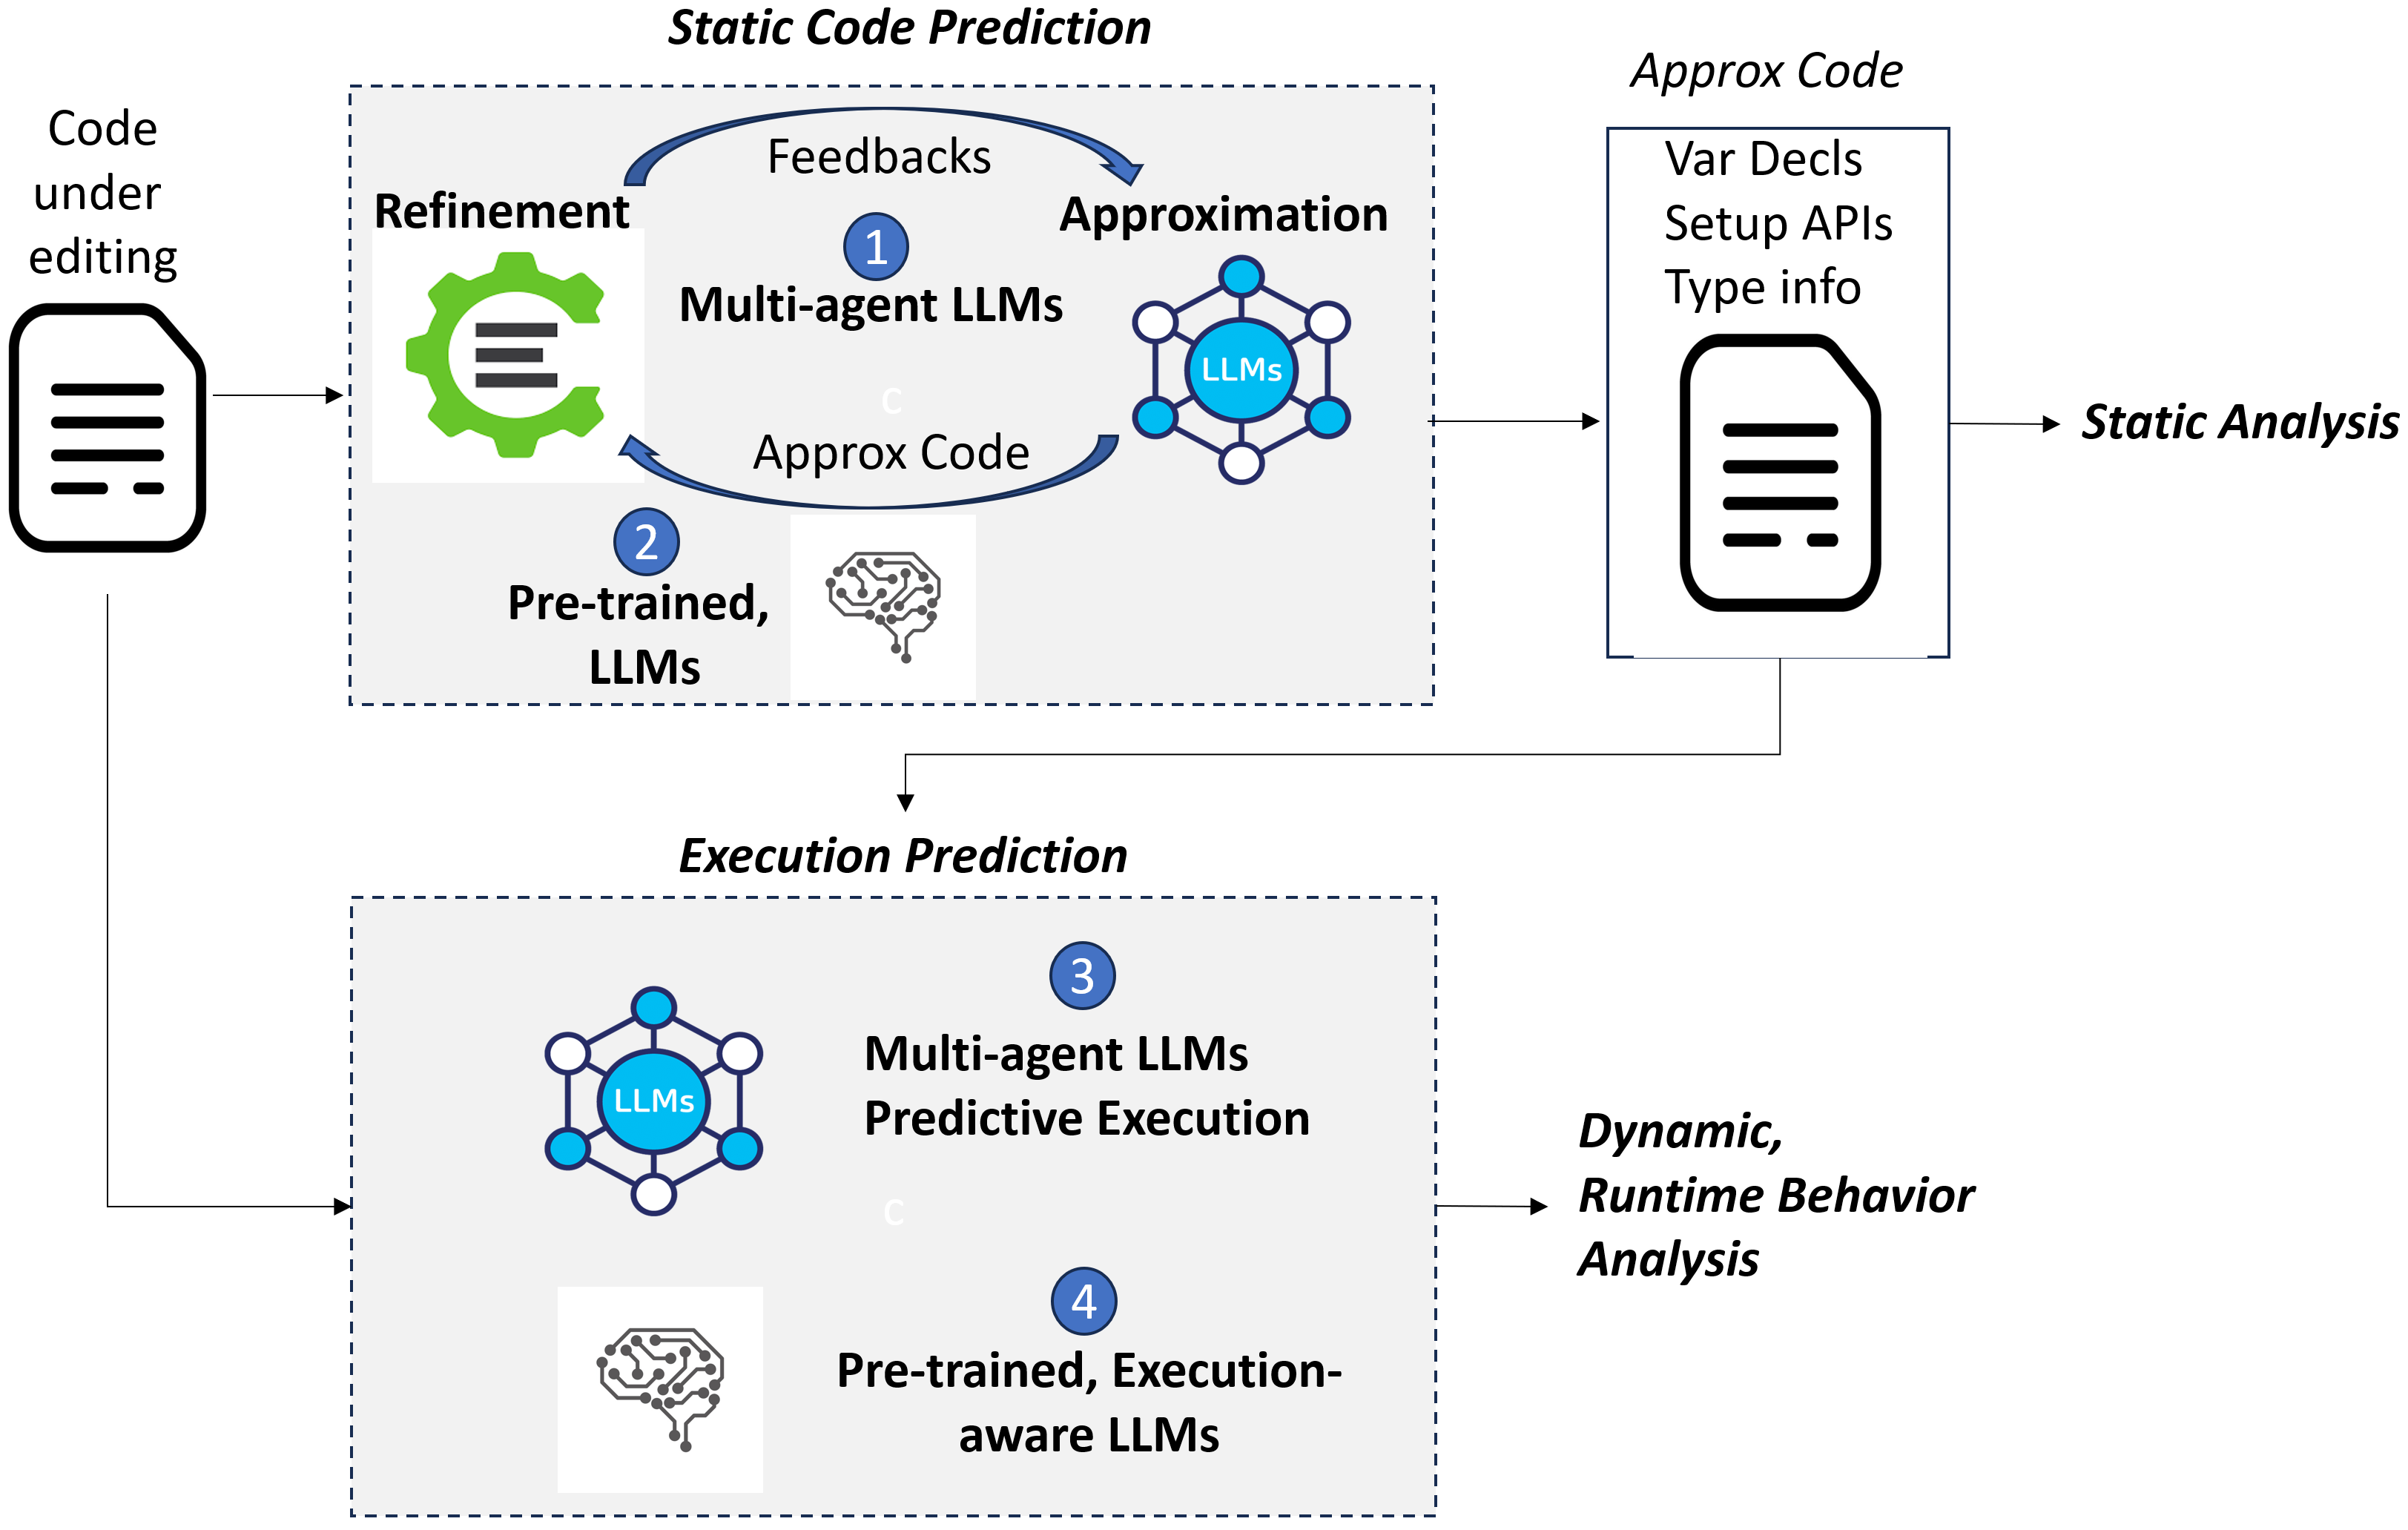 Static Code Prediction
Code
under
editing
Feedbacks
Refinement
Approximation
1
Multi-agent LLMs
LLMs
c
Approx Code
2
Pre-trained,
LLMs
Approx Code
Var Decls
Setup APIs
Type info
Static Analysis
Execution Prediction
3
LLMs
Multi-agent LLMs
Predictive Execution
c
4
Pre-trained, Execution-
aware LLMs
Dynamic,
Runtime Behavior
Analysis